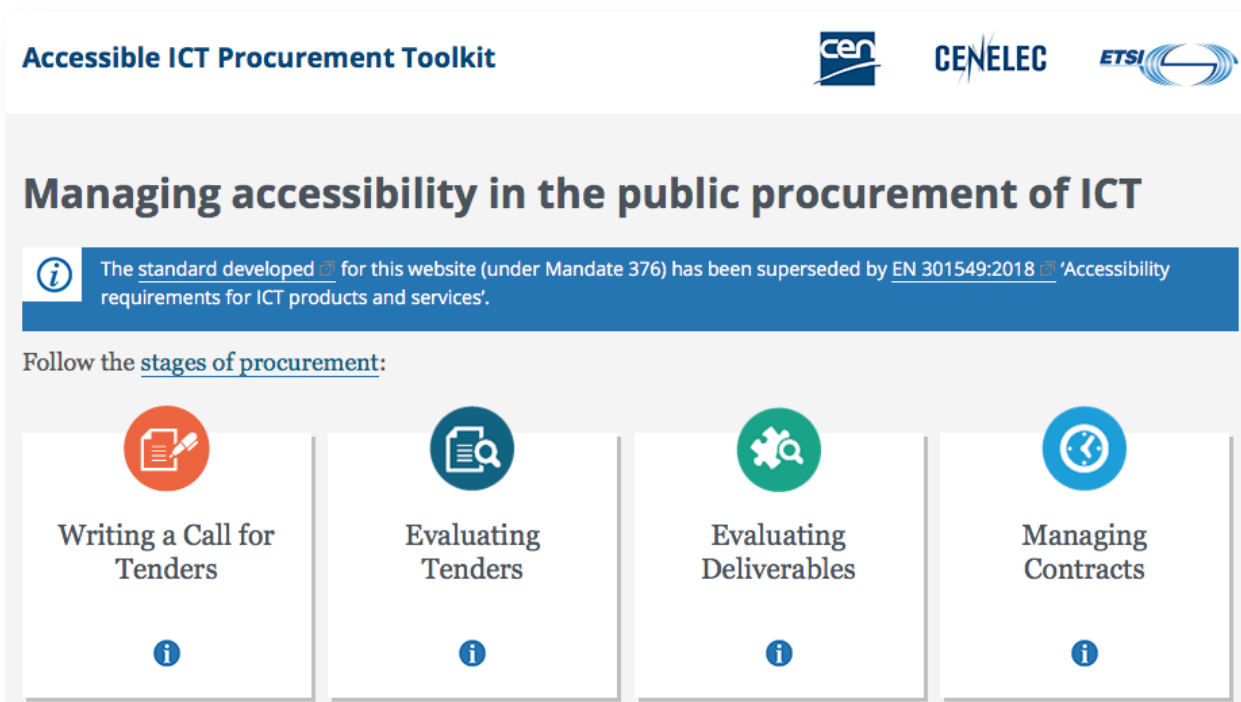 Accessible ICT Procurement Toolkit
cen
CENELEC
ETSI
Managing accessibility in the public procurement of ICT
The standard developed for this website (under Mandate 376) has been superseded by EN 301549:2018 ‘Accessibility
requirements for ICT products and services’.
Follow the stages of procurement:
Writing a Call for
Tenders
Evaluating
Tenders
Evaluating
Deliverables
Managing
Contracts